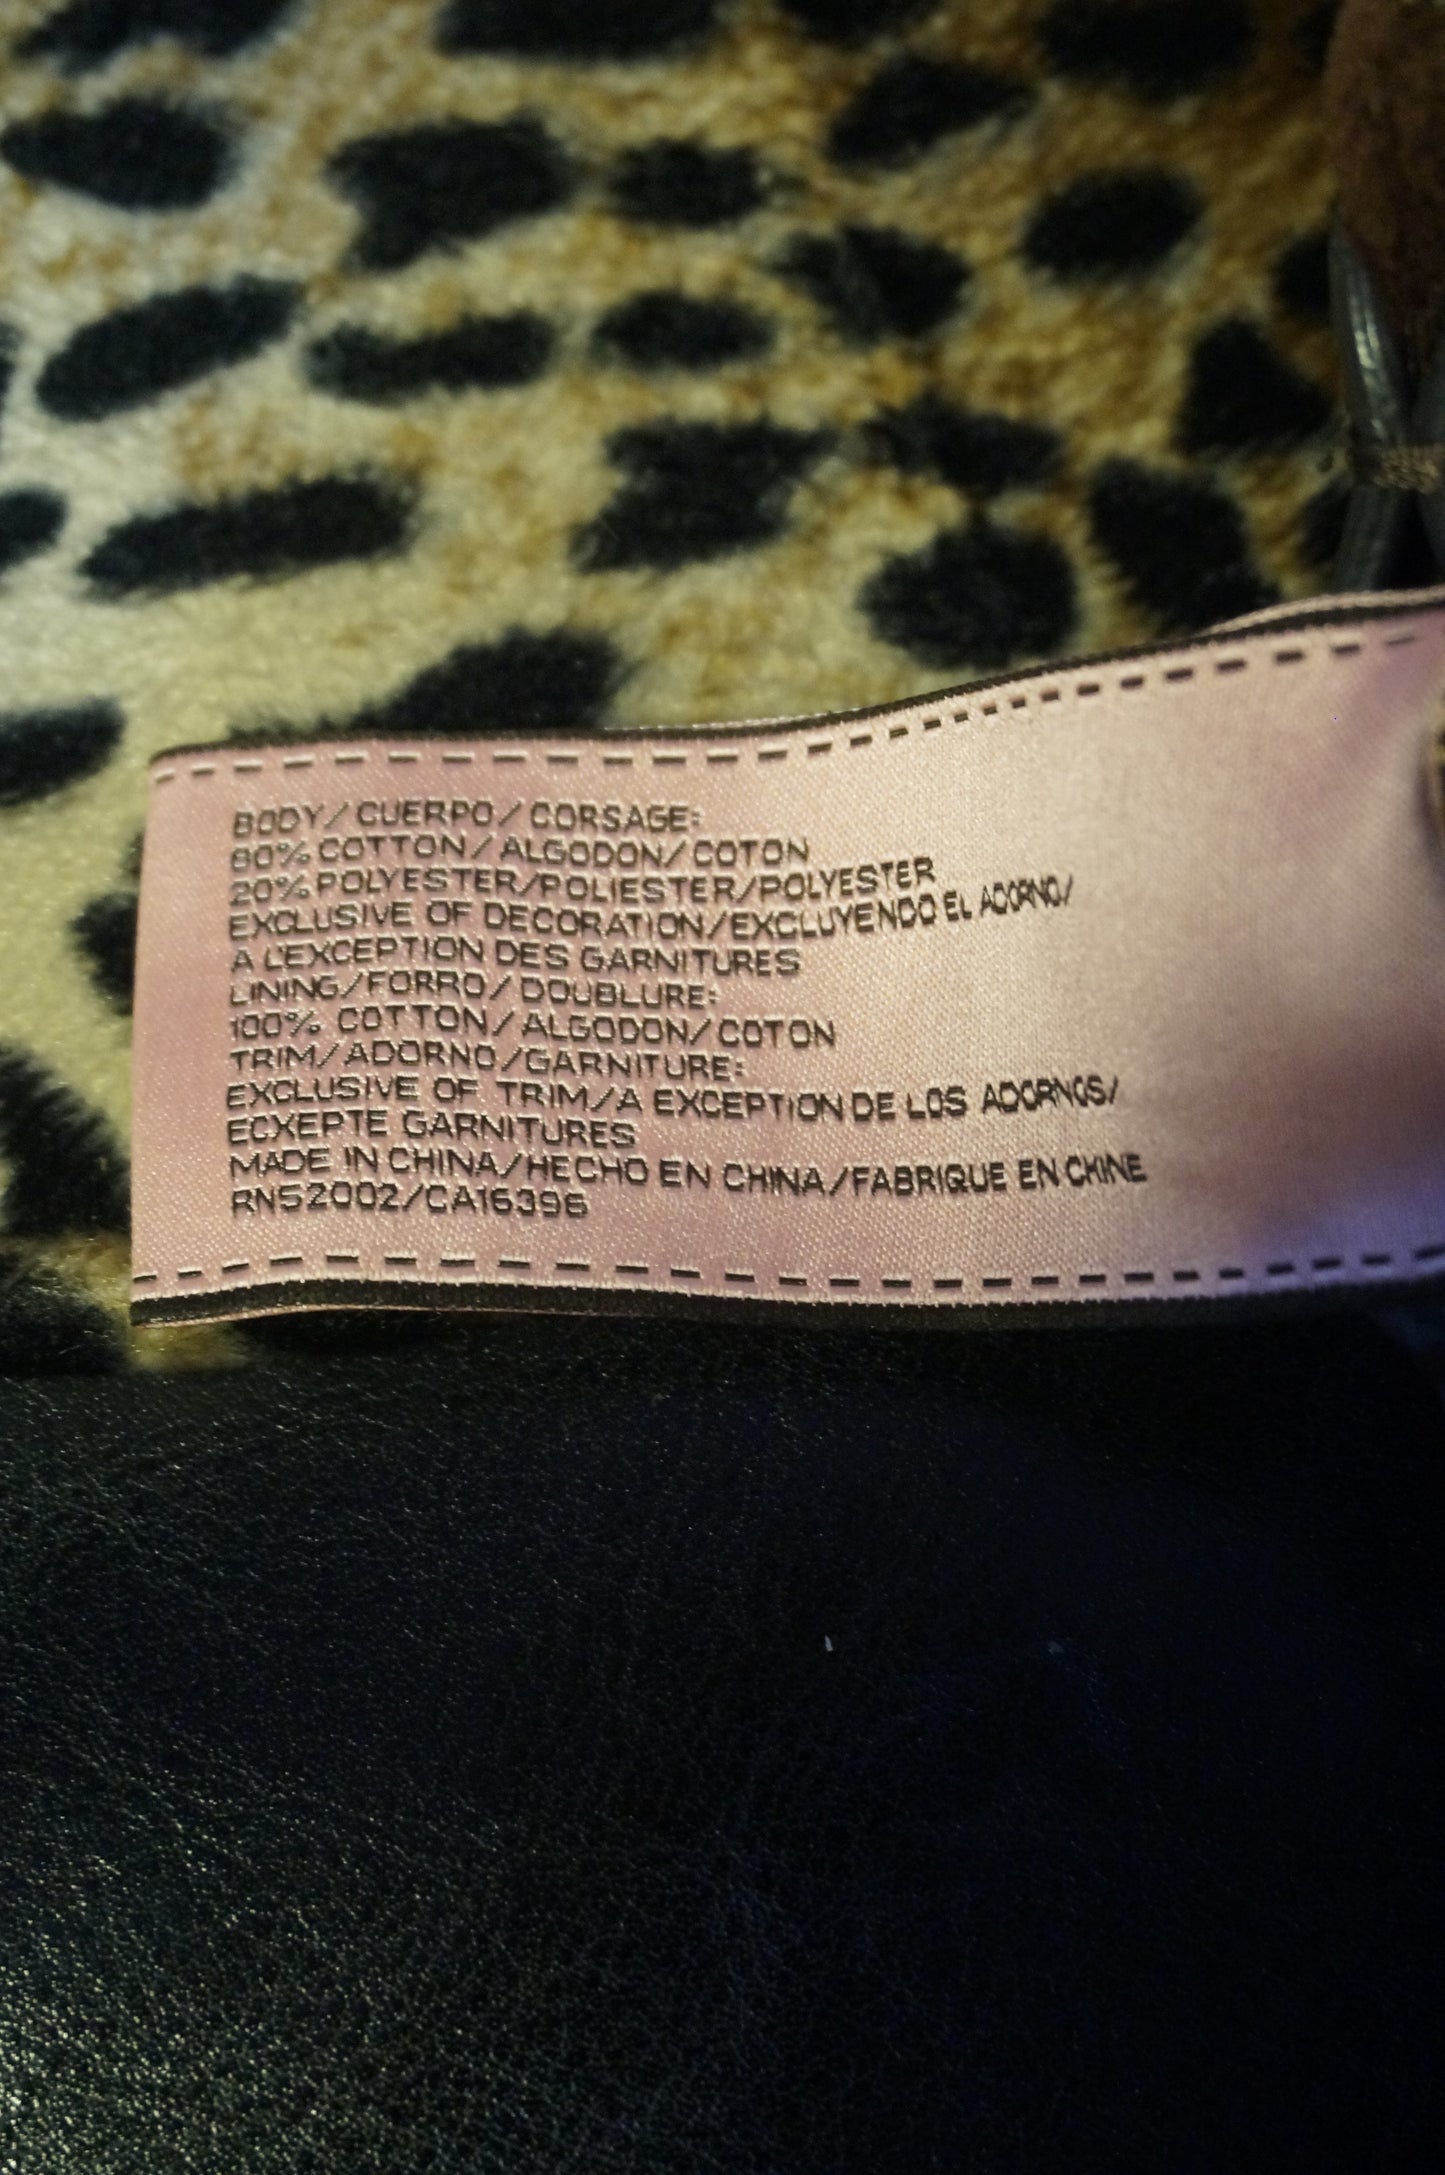 BODY/CUERPO/CORSAGE:
80% COTTON/ALGODON/COTON
20% POLYESTER/POLIESTER/POLYESTER
EXCLUSIVE OF DECORATION/EXCLUYENDO EL ADORNO/
A L'EXCEPTION DES GARNITURES
LINING/FORRO/DOUBLURE:
100% COTTON/ALGODON/COTON
TRIM/ADORNO/GARNITURE:
EXCLUSIVE OF TRIM/A EXCEPTION DE LOS ADORNOS/
ECXEPTE GARNITURES
MADE IN CHINA/HECHO EN CHINA/FABRIQUE EN CHINE
RN52002/CA16396